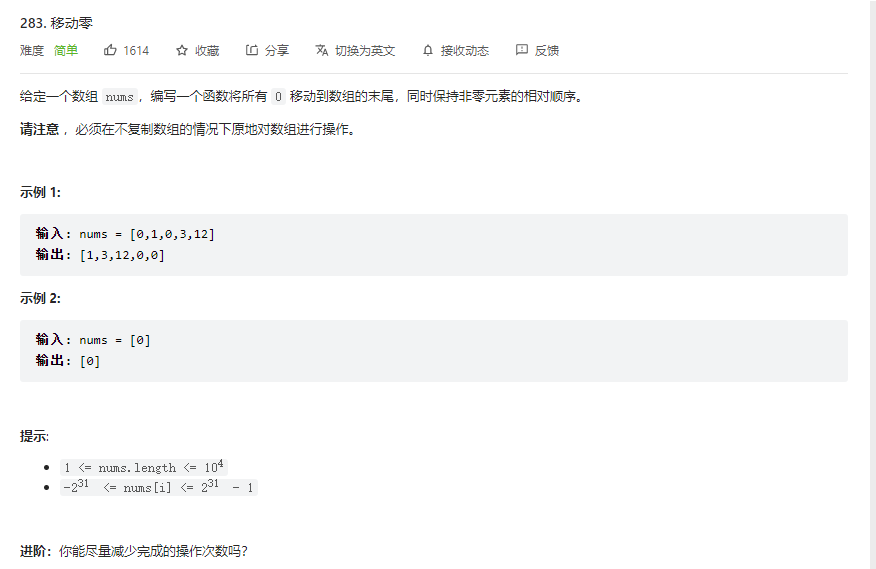 283. 移动零
难度 简单 1614 收藏 分享 切换为英文 接收动态 反馈
给定一个数组 nums，编写一个函数将所有 0 移动到数组的末尾，同时保持非零元素的相对顺序。
请注意 ，必须在不复制数组的情况下原地对数组进行操作。
示例 1:
输入: nums = [0,1,0,3,12]
输出: [1,3,12,0,0]
示例 2:
输入: nums = [0]
输出: [0]
提示:
• 1 <= nums.length <= 10⁴
• -2³¹ <= nums[i] <= 2³¹ - 1
进阶：你能尽量减少完成的操作次数吗？